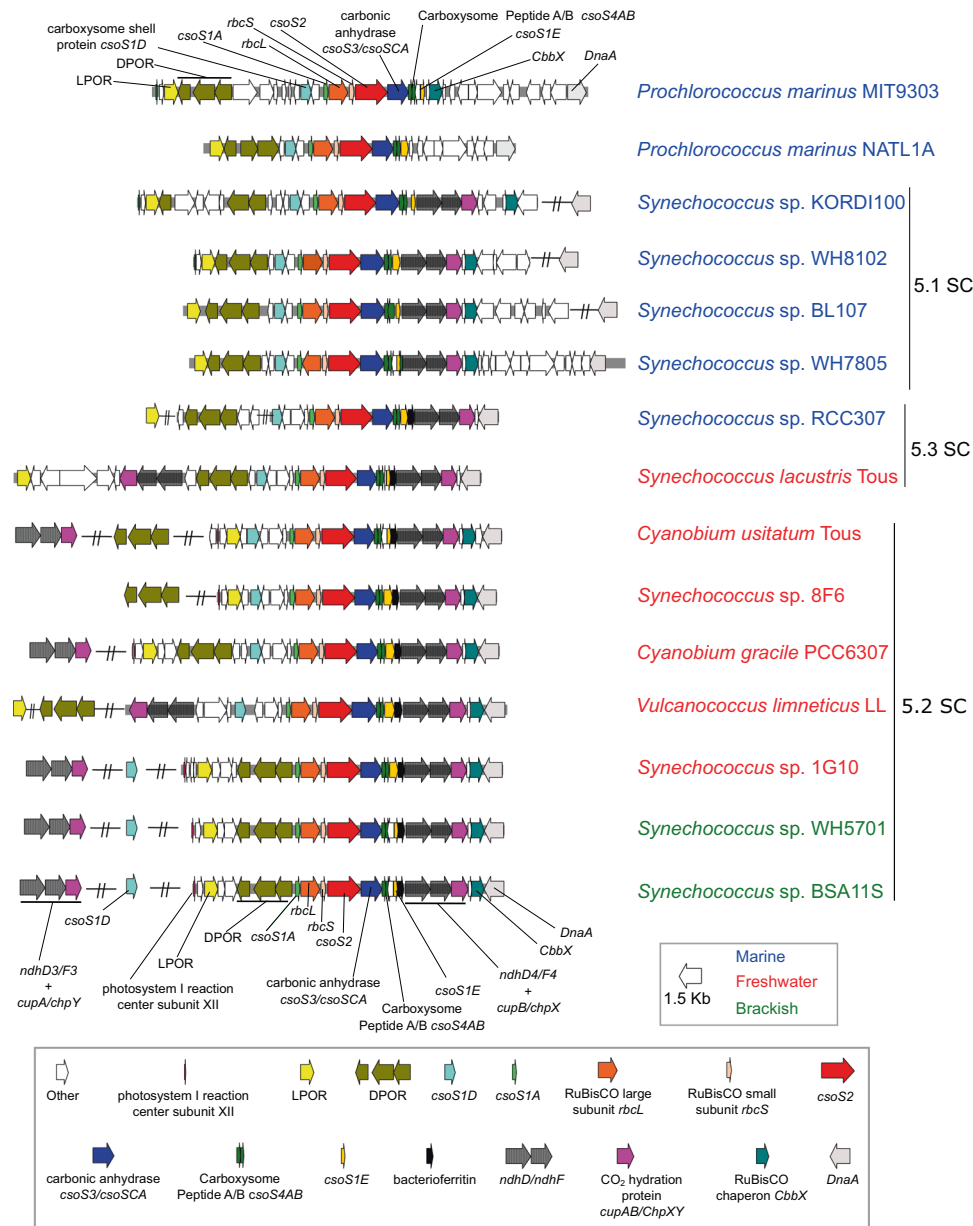 carboxysome shell
protein csoS1D
csoS1A
rbcS
rbcL
csoS2
carbonic
anhydrase
csoS3/csoSCA
Carboxysome Peptide A/B csoS4AB
csoS1E
CbbX
DnaA
DPOR
LPOR
Prochlorococcus marinus MIT9303
Prochlorococcus marinus NATL1A
Synechococcus sp. KORDI100
Synechococcus sp. WH8102
5.1 SC
Synechococcus sp. BL107
Synechococcus sp. WH7805
Synechococcus sp. RCC307
5.3 SC
Synechococcus lacustris Tous
Cyanobium usitatum Tous
Synechococcus sp. 8F6
Cyanobium gracile PCC6307
Vulcanococcus limneticus LL
5.2 SC
Synechococcus sp. 1G10
Synechococcus sp. WH5701
Synechococcus sp. BSA11S
ndhD3/F3
+
cupA/chpY
csoS1D
photosystem I reaction
center subunit XII
LPOR
DPOR
csoS1A
rbcL
rbcS
csoS2
carbonic anhydrase
csoS3/csoSCA
Carboxysome
Peptide A/B csoS4AB
csoS1E
ndhD4/F4
+
cupB/chpX
CbbX
DnaA
1.5 Kb
Marine
Freshwater
Brackish
Other
photosystem I reaction
center subunit XII
LPOR
DPOR
csoS1D
csoS1A
RuBisCO large
subunit rbcL
RuBisCO small
subunit rbcS
csoS2
carbonic anhydrase
csoS3/csoSCA
Carboxysome
Peptide A/B csoS4AB
csoS1E
bacterioferritin
ndhD/ndhF
CO₂ hydration
protein
cupAB/ChpXY
RuBisCO
chaperon CbbX
DnaA